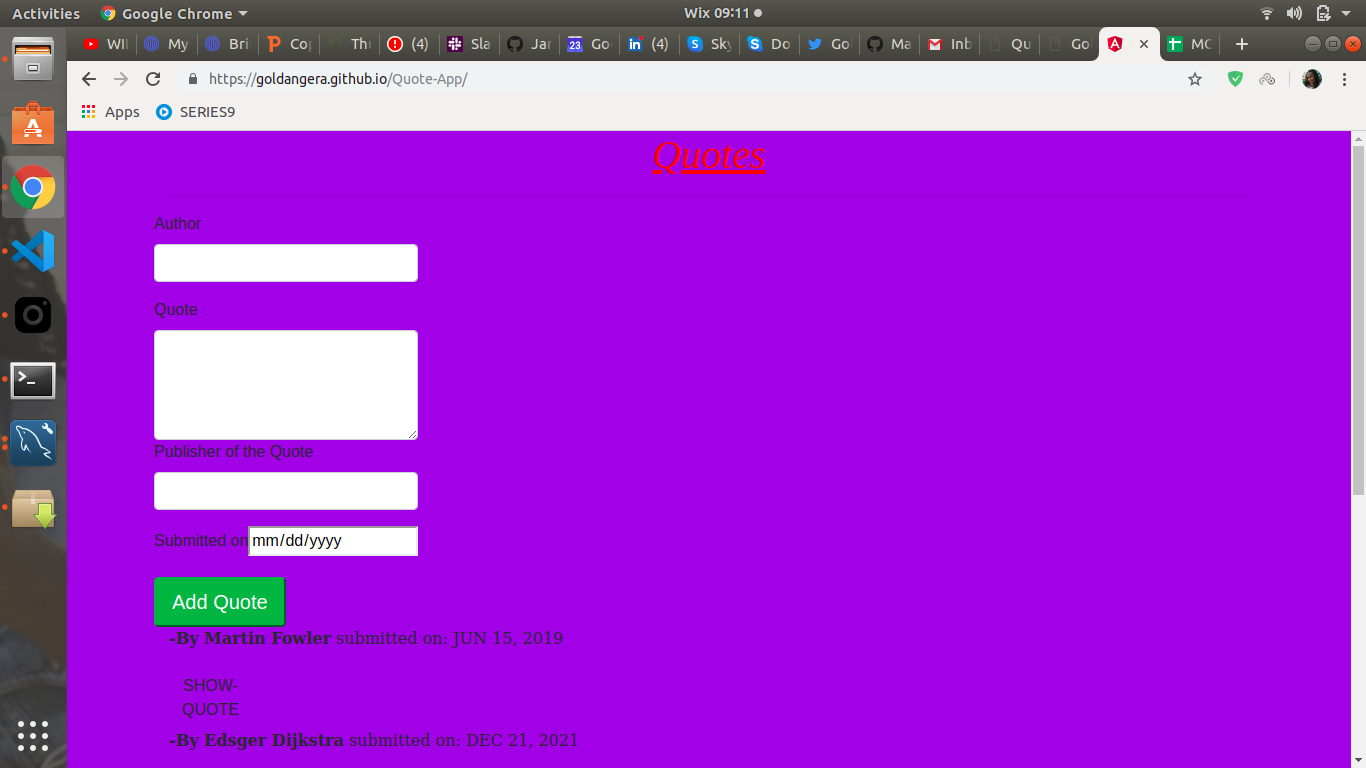 Activities Google Chrome Wix 09:11
WI My Bri Cop Thu (4) Sla Jar Go (4) Sky Do Go Ma Inb Qu Go MC
https://goldangera.github.io/Quote-App/
Apps SERIES9
Quotes
Author
Quote
Publisher of the Quote
Submitted on mm/dd/yyyy
Add Quote
-By Martin Fowler submitted on: JUN 15, 2019
SHOW-
QUOTE
-By Edsger Dijkstra submitted on: DEC 21, 2021